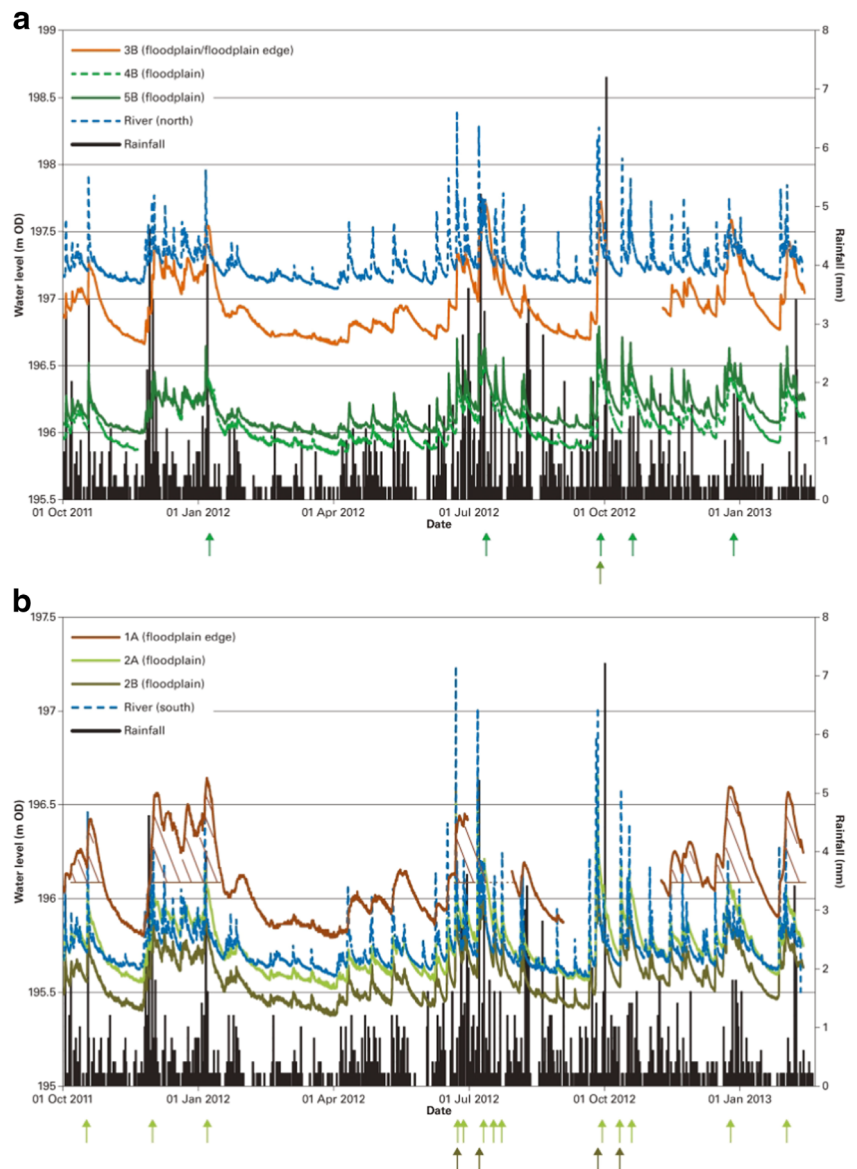 a
199
8
3B (floodplain/floodplain edge)
4B (floodplain)
5B (floodplain)
River (north)
Rainfall
198.5
198
197.5
197
196.5
196
195.5
7
6
5
4
3
2
1
0
Water level (m OD)
Rainfall (mm)
01 Oct 2011
01 Jan 2012
01 Apr 2012
01 Jul 2012
01 Oct 2012
01 Jan 2013
Date
b
197.5
8
1A (floodplain edge)
2A (floodplain)
2B (floodplain)
River (south)
Rainfall
197
196.5
196
195.5
195
7
6
5
4
3
2
1
0
Water level (m OD)
Rainfall (mm)
01 Oct 2011
01 Jan 2012
01 Apr 2012
01 Jul 2012
01 Oct 2012
01 Jan 2013
Date